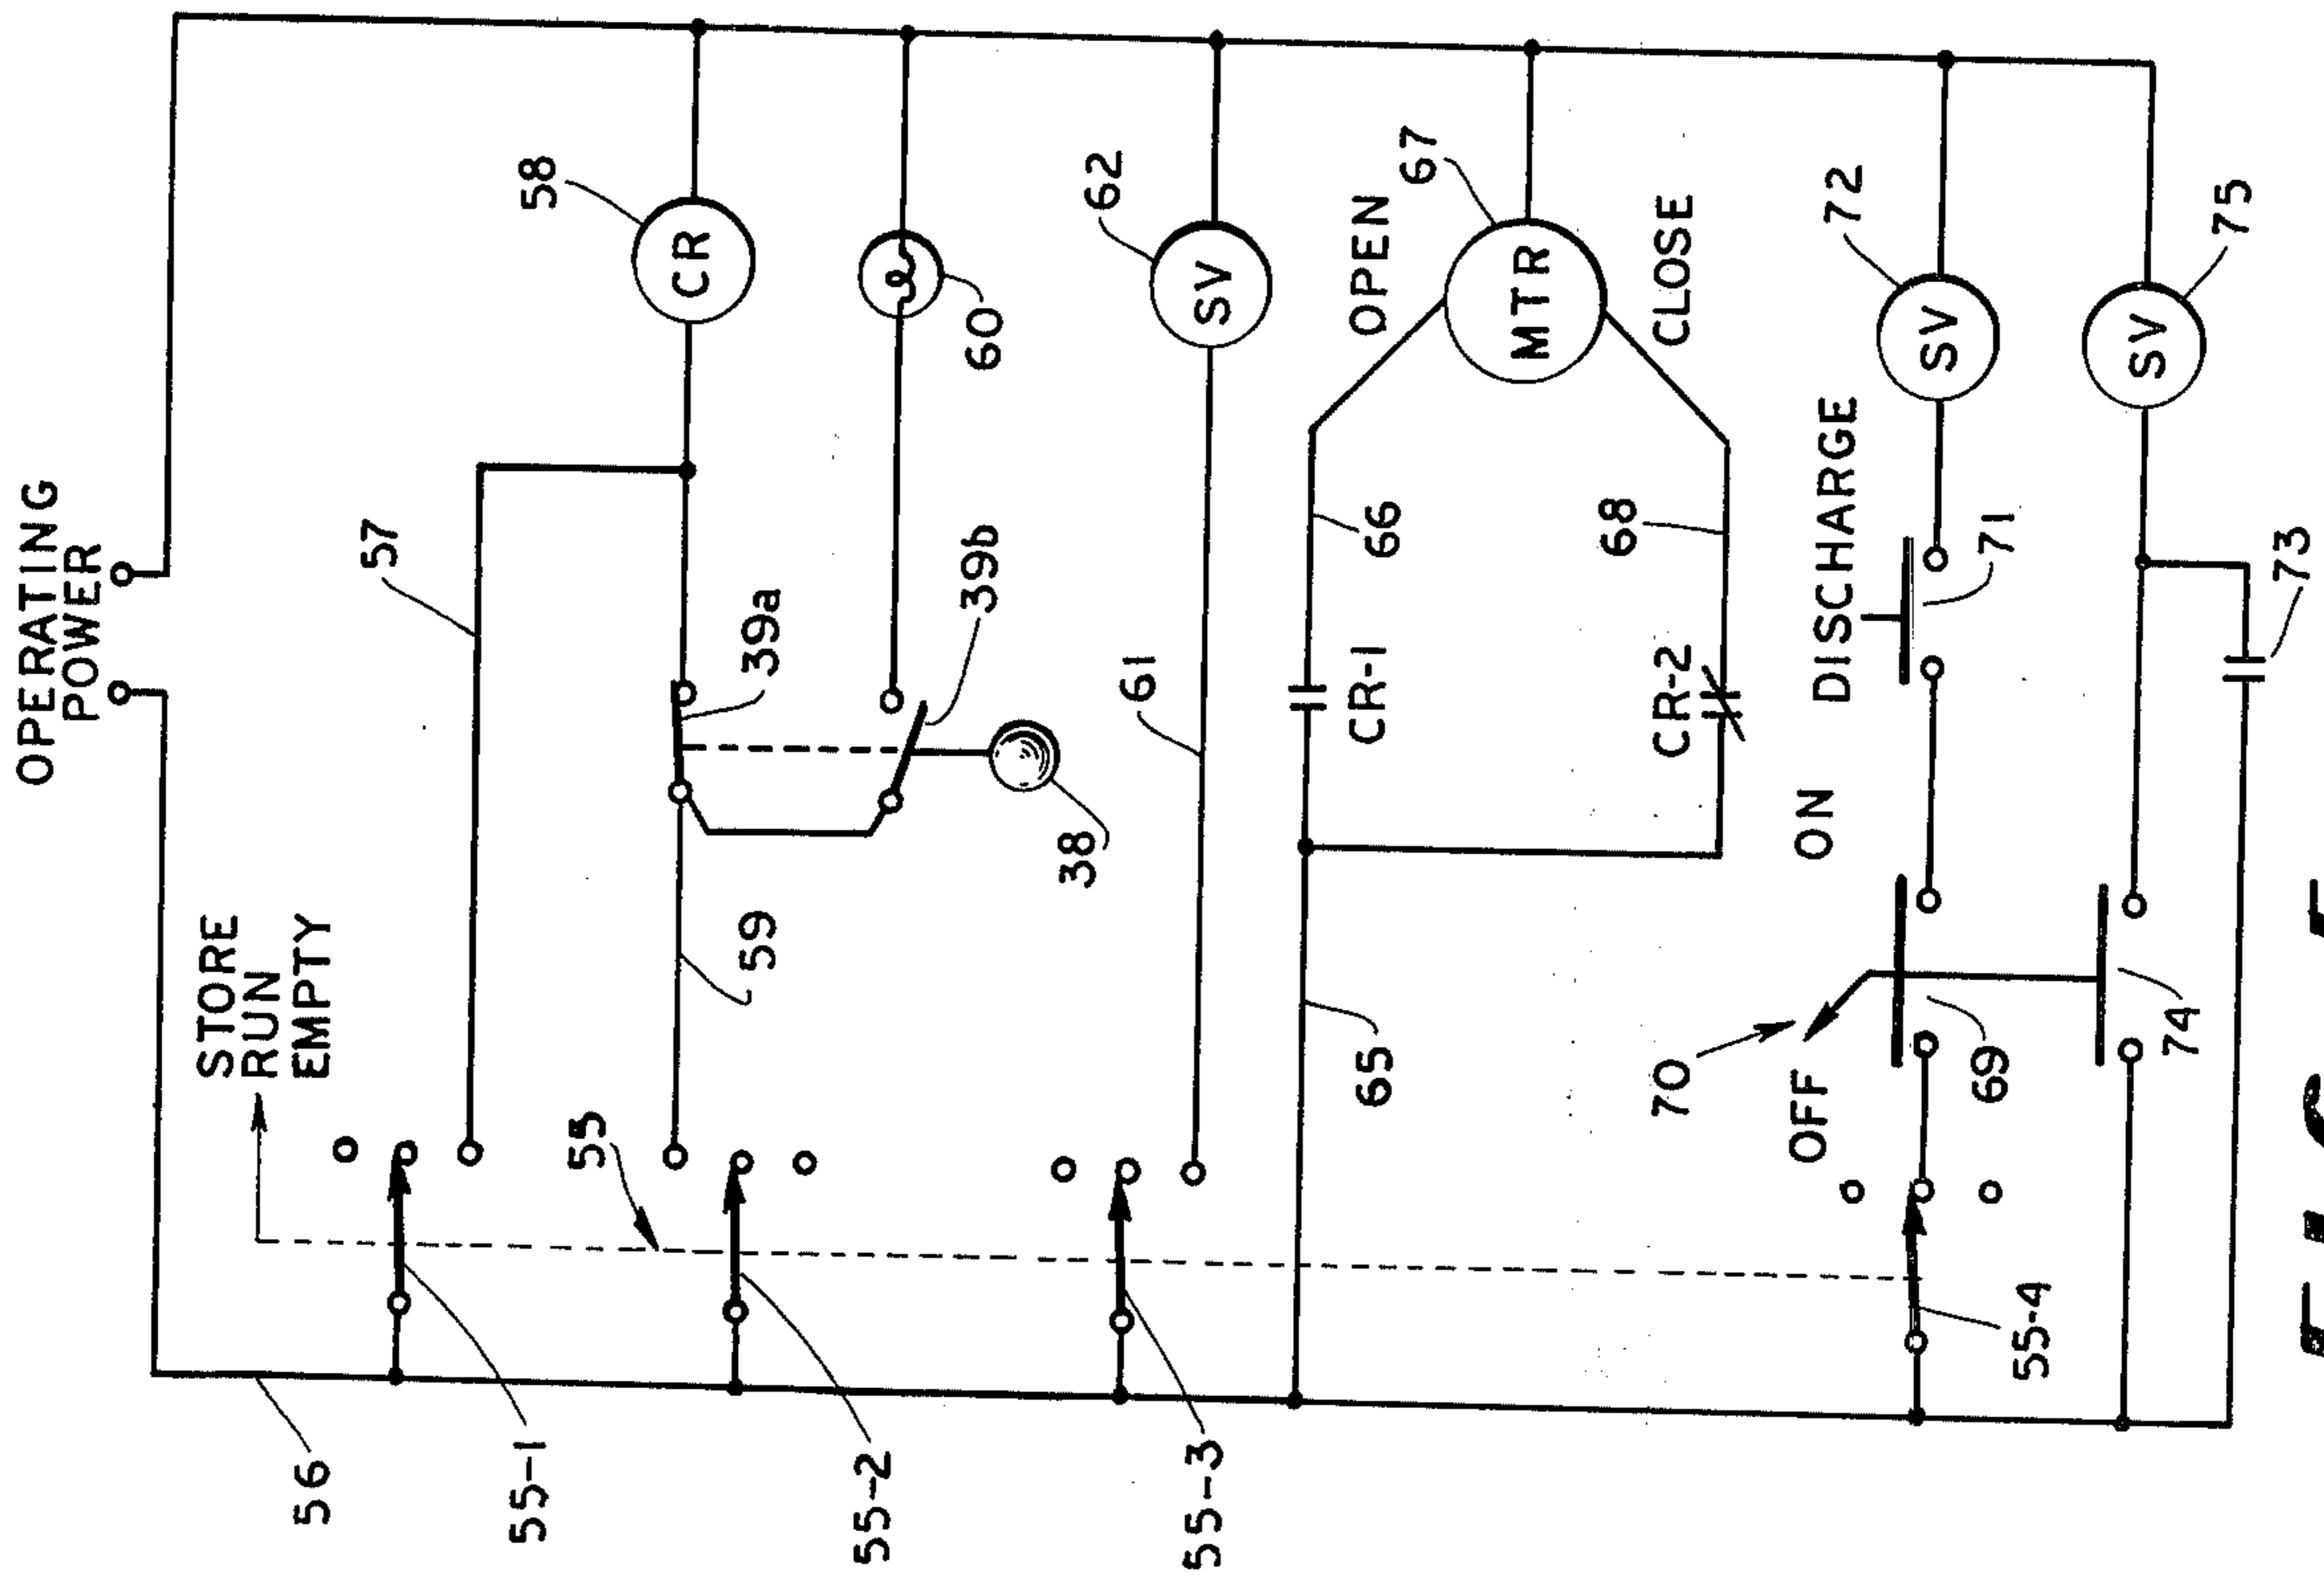 OPERATING
POWER
STORE
RUN
EMPTY
56
57
55-1
55
58
CR
59
39a
55-2
39b
60
38
62
61
55-3
SV
65
CR-1
66
OPEN
67
MTR
CR-2
68
CLOSE
70
OFF
ON
DISCHARGE
72
SV
69
71
55-4
74
SV
75
73